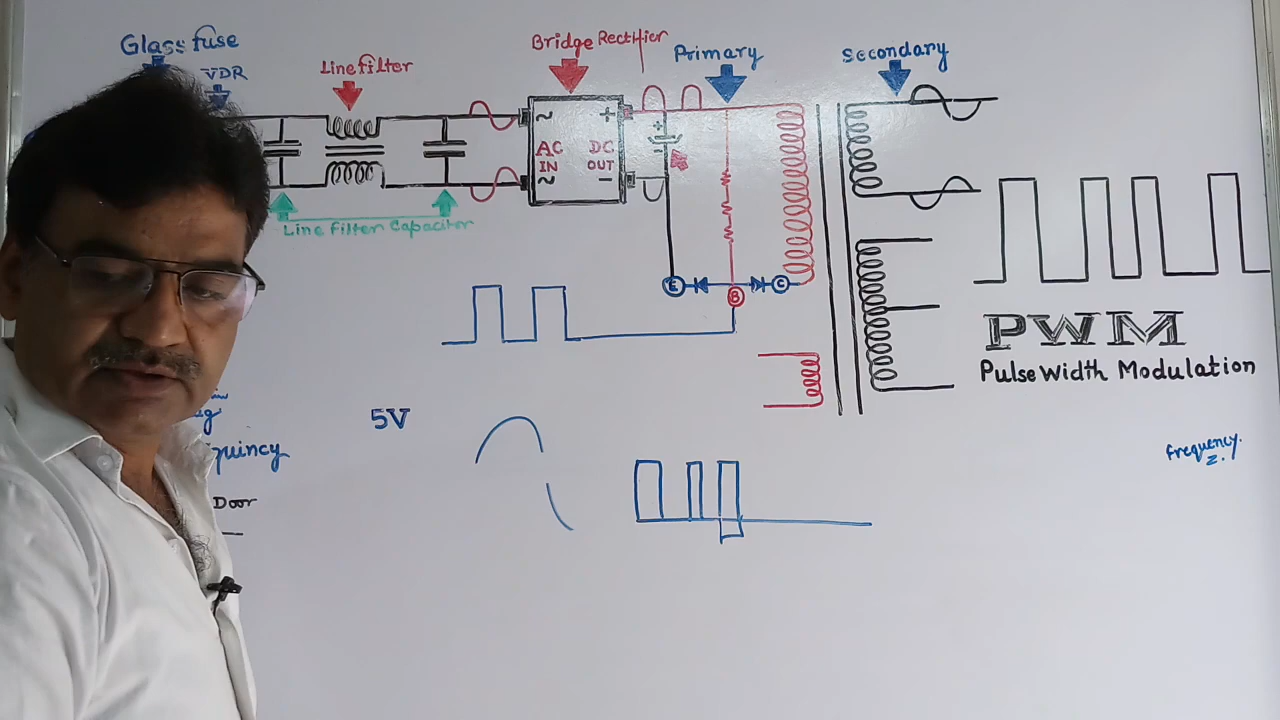 Glass fuse
VDR
Line filter
Bridge Rectifier
Primary
Secondary
~
+
AC
IN
DC
OUT
~
−
+
-
Line Filter Capacitor
E
B
C
PWM
Pulse Width Modulation
5V
frequency.
Door